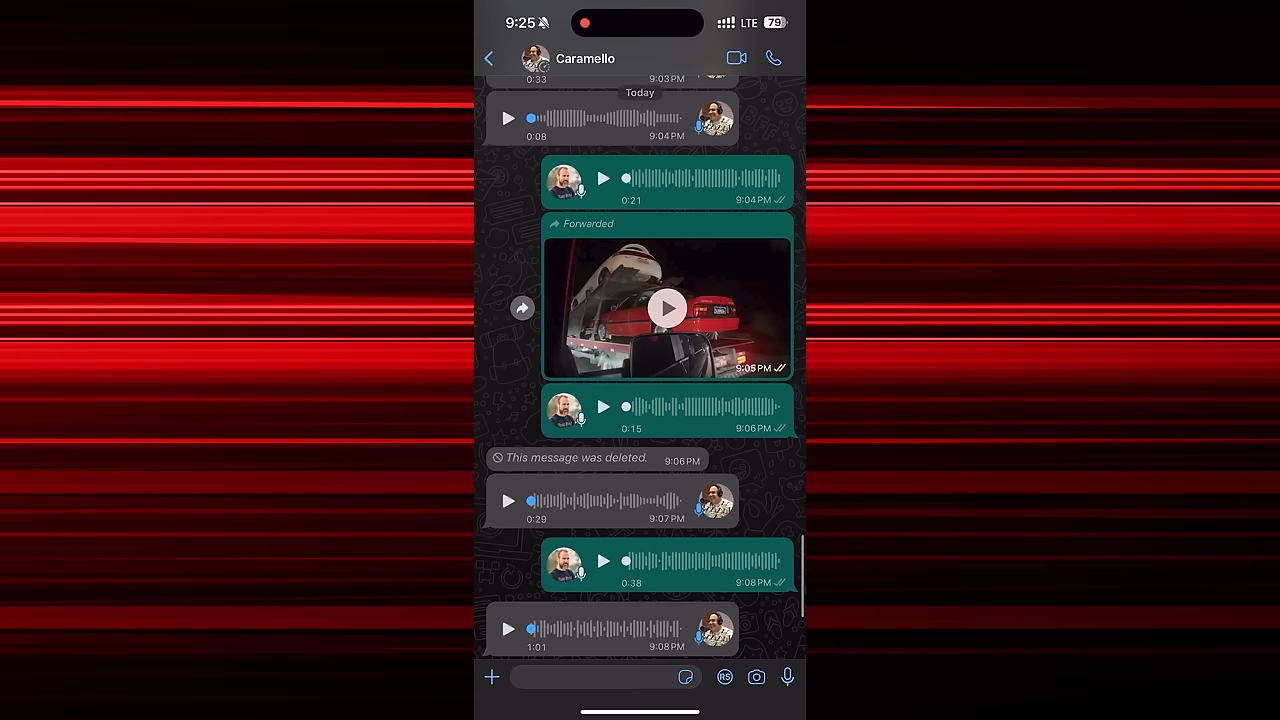 9:25
LTE
79
Caramello
0:33
9:03 PM
Today
0:08
9:04 PM
0:21
9:04 PM
Forwarded
9:05 PM
0:15
9:06 PM
This message was deleted.
9:06 PM
0:29
9:07 PM
0:38
9:08 PM
1:01
9:08 PM
RS